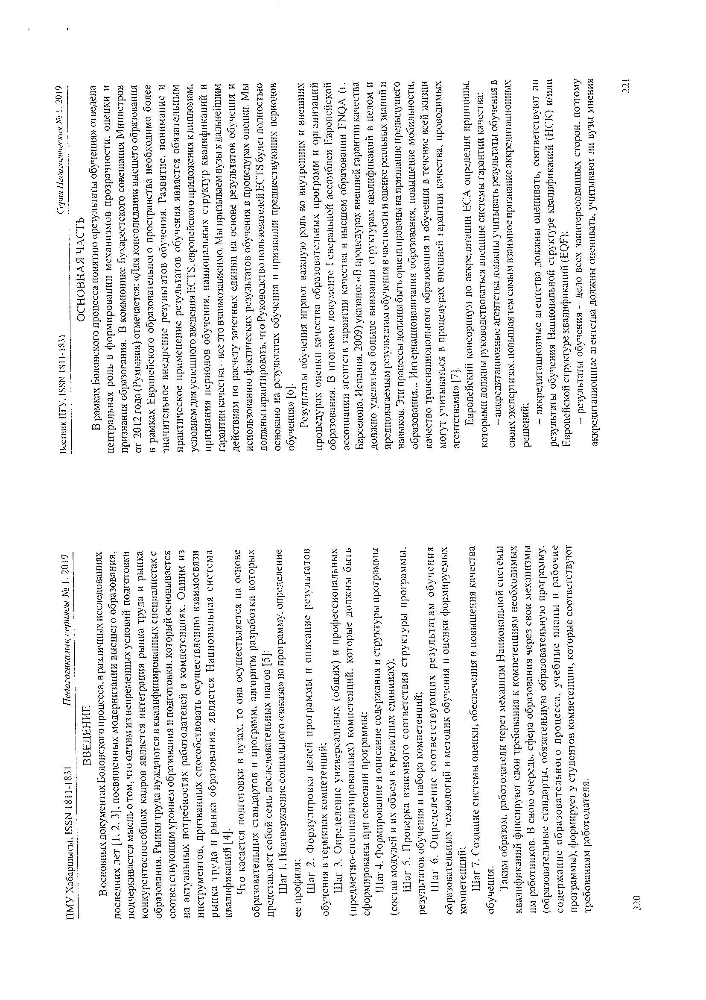 ПМУ Хабаршысы, ISSN 1811-1831 Педагогикалық сериясы № 1. 2019
ВВЕДЕНИЕ
В основных документах Болонского процесса, в различных исследованиях
последних лет [1, 2, 3], посвященных модернизации высшего образования,
подчеркивается мысль о том, что одним из непременных условий подготовки
конкурентоспособных кадров является интеграция рынка труда и рынка
образования. Рынки труда нуждаются в квалифицированных специалистах с
соответствующим уровнем образования и подготовки, который основывается
на актуальных потребностях работодателей в компетенциях. Одним из
инструментов, призванных способствовать осуществлению взаимосвязи
рынка труда и рынка образования, является Национальная система
квалификаций [4].
Что касается подготовки в вузах, то она осуществляется на основе
образовательных стандартов и программ, алгоритм разработки которых
представляет собой семь последовательных шагов [5]:
Шаг 1. Подтверждение социального «заказа» на программу, определение
ее профиля;
Шаг 2. Формулировка целей программы и описание результатов
обучения в терминах компетенций;
Шаг 3. Определение универсальных (общих) и профессиональных
(предметно-специализированных) компетенций, которые должны быть
сформированы при освоении программы;
Шаг 4. Формирование и описание содержания и структуры программы
(состав модулей и их объем в кредитных единицах);
Шаг 5. Проверка взаимного соответствия структуры программы,
результатов обучения и набора компетенций;
Шаг 6. Определение соответствующих результатам обучения
образовательных технологий и методик обучения и оценки формируемых
компетенций;
Шаг 7. Создание системы оценки, обеспечения и повышения качества
обучения.
Таким образом, работодатели через механизм Национальной системы
квалификаций фиксируют свои требования к компетенциям необходимых
им работников. В свою очередь, сфера образования через свои механизмы
(образовательные стандарты, обязательную образовательную программу,
содержание образовательного процесса, учебные планы и рабочие
программы), формирует у студентов компетенции, которые соответствуют
требованиям работодателя.
220
Вестник ПГУ, ISSN 1811-1831 Серия Педагогическая № 1. 2019
ОСНОВНАЯ ЧАСТЬ
В рамках Болонского процесса понятию «результаты обучения» отведена
центральная роль в формировании механизмов прозрачности, оценки и
признания образования. В коммюнике Бухарестского совещания Министров
от 2012 года (Румыния) отмечается: «Для консолидации высшего образования
в рамках Европейского образовательного пространства необходимо более
значительное внедрение результатов обучения. Развитие, понимание и
практическое применение результатов обучения является обязательным
условием для успешного введения ECTS, европейского приложения к дипломам,
признания периодов обучения, национальных структур квалификаций и
гарантии качества – все это взаимозависимо. Мы призываем вузы к дальнейшим
действиям по расчету зачетных единиц на основе результатов обучения и
использованию фактических результатов обучения в процедурах оценки. Мы
должны гарантировать, что Руководство пользователей ECTS будет полностью
основано на результатах обучения и признании предшествующих периодов
обучения» [6].
Результаты обучения играют важную роль во внутренних и внешних
процедурах оценки качества образовательных программ и организаций
образования. В итоговом документе Генеральной ассамблеи Европейской
ассоциации агентств гарантии качества в высшем образовании ENQA (г.
Барселона, Испания, 2009) указано: «В процедурах внешней гарантии качества
должно уделяться больше внимания структурам квалификаций в целом и
предполагаемым результатам обучения в частности и оценке реальных знаний и
навыков. Эти процессы должны быть ориентированы на признание предыдущего
образования... Интернационализация образования, повышение мобильности,
качество транснационального образования и обучения в течение всей жизни
могут учитываться в процедурах внешней гарантии качества, проводимых
агентствами» [7].
Европейский консорциум по аккредитации ECA определил принципы,
которыми должны руководствоваться внешние системы гарантии качества:
– аккредитационные агентства должны учитывать результаты обучения в
своих экспертизах, повышая тем самым взаимное признание аккредитационных
решений;
– аккредитационные агентства должны оценивать, соответствуют ли
результаты обучения Национальной структуре квалификаций (НСК) и/или
Европейской структуре квалификаций (EQF);
– результаты обучения – дело всех заинтересованных сторон, поэтому
аккредитационные агентства должны оценивать, учитывают ли вузы мнения
221